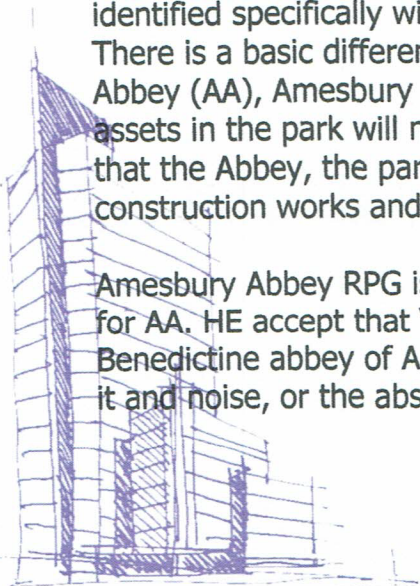 identified specifically wi
There is a basic differen
Abbey (AA), Amesbury
assets in the park will n
that the Abbey, the par
construction works and
Amesbury Abbey RPG i
for AA. HE accept that
Benedictine abbey of A
it and noise, or the abs